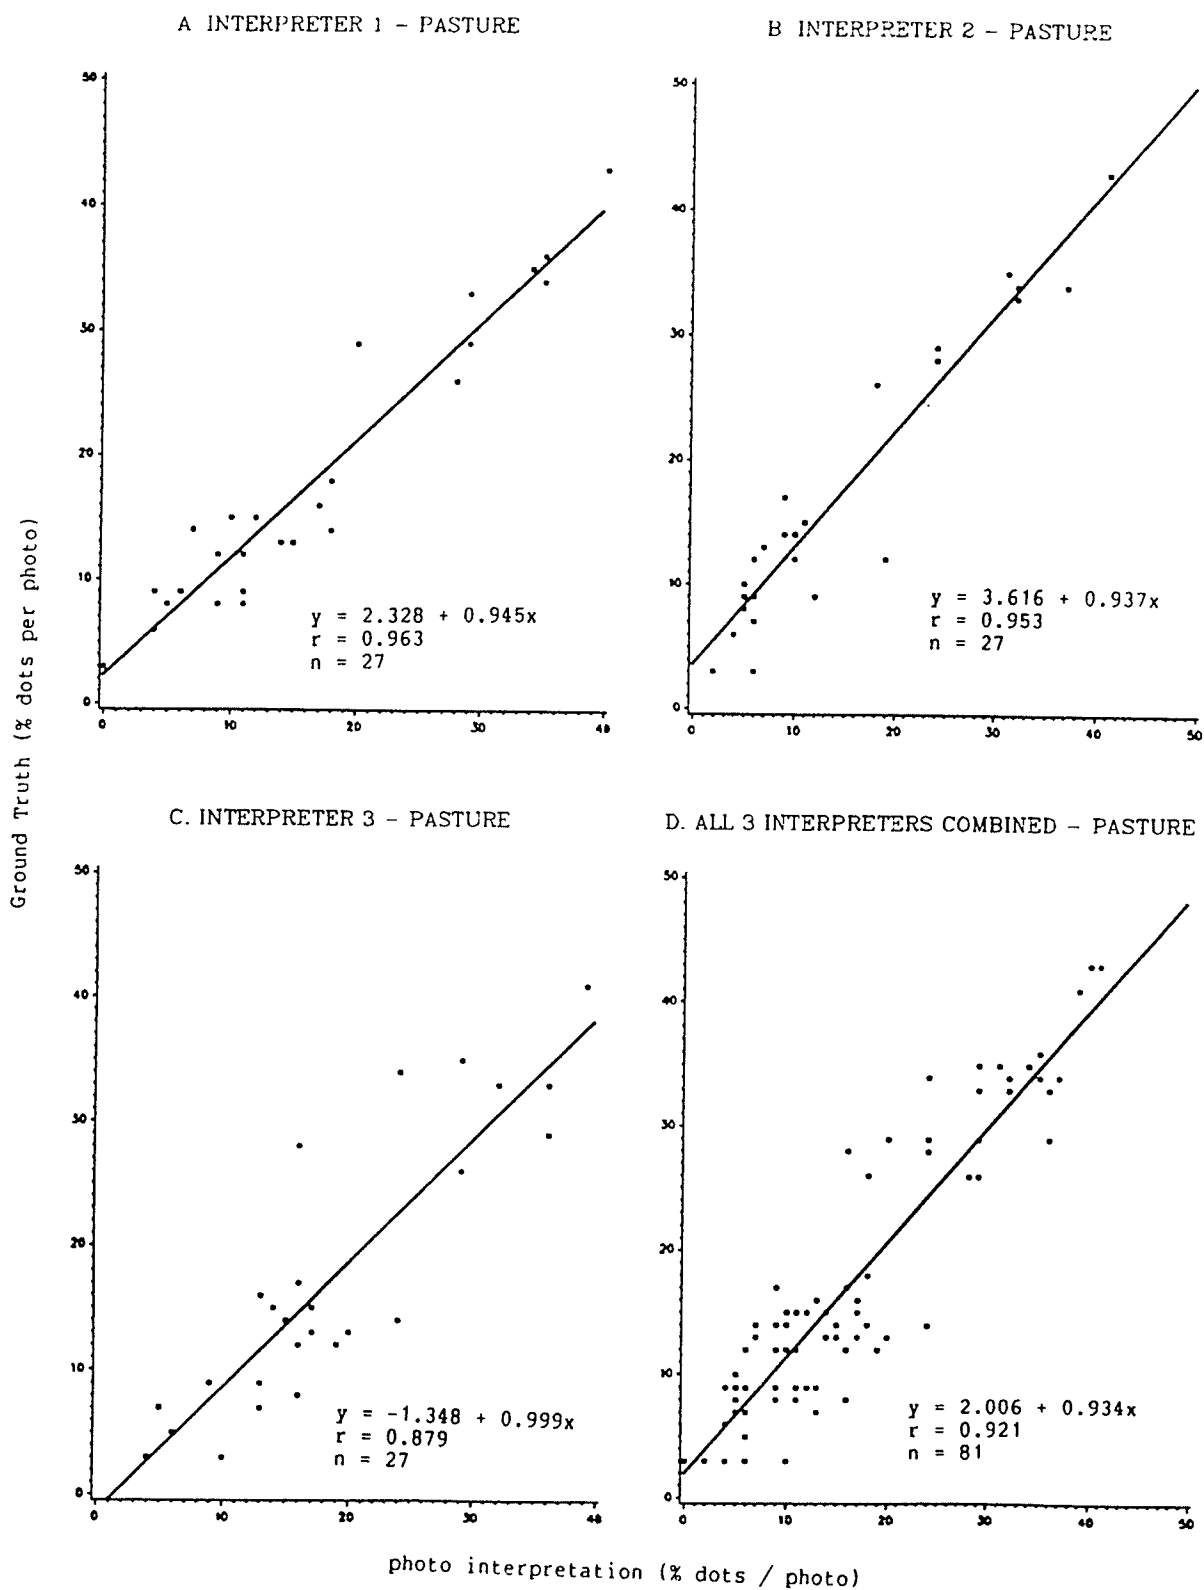 A INTERPRETER 1 - PASTURE
50
40
30
20
10
0
y = 2.328 + 0.945x
r = 0.963
n = 27
0 10 20 30 40
B INTERPRETER 2 - PASTURE
50
40
30
20
10
0
y = 3.616 + 0.937x
r = 0.953
n = 27
0 10 20 30 40 50
Ground Truth (% dots per photo)
C. INTERPRETER 3 - PASTURE
50
40
30
20
10
0
y = -1.348 + 0.999x
r = 0.879
n = 27
0 10 20 30 40
D. ALL 3 INTERPRETERS COMBINED - PASTURE
50
40
30
20
10
0
y = 2.006 + 0.934x
r = 0.921
n = 81
0 10 20 30 40 50
photo interpretation (% dots / photo)